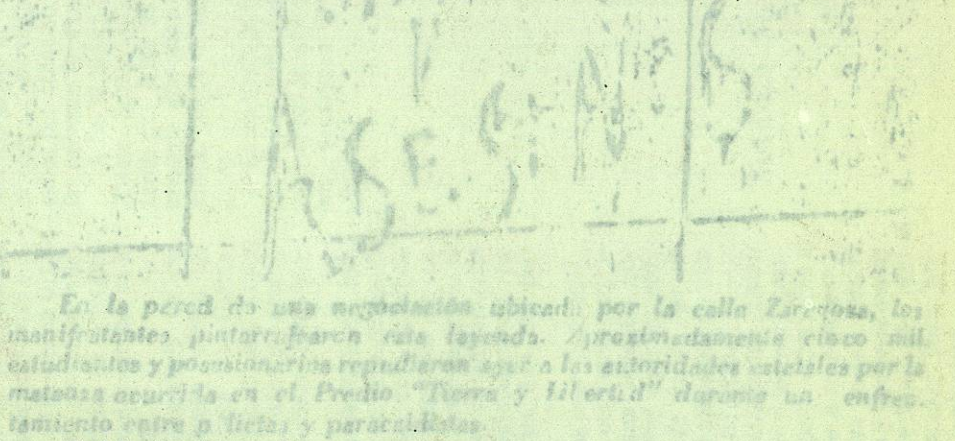 ASESINOS
En la pared de una negociación ubicada por la calle Zaragoza, los
manifestantes pintarrajearon esta leyenda. Aproximadamente cinco mil
estudiantes y posesionarios repudiaron ayer a las autoridades estatales por la
matanza ocurrida en el Predio "Tierra y Libertad" durante un enfren-
tamiento entre policías y paracaidistas.